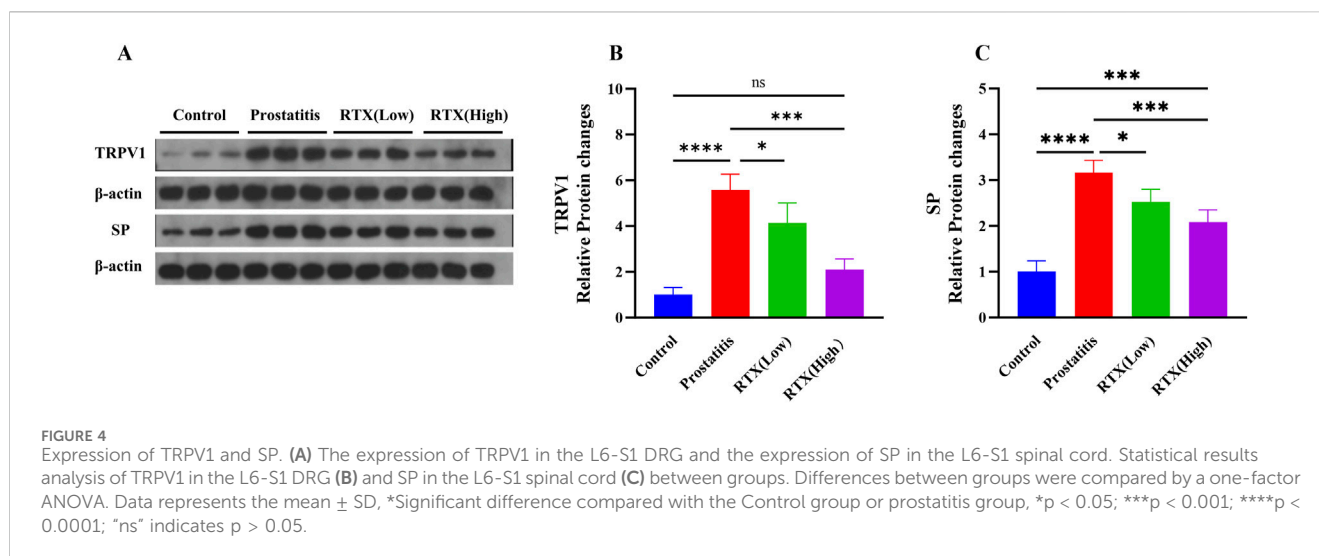 A
Control Prostatitis RTX(Low) RTX(High)
TRPV1
β-actin
SP
β-actin
B
TRPV1
Relative Protein changes
10
8
6
4
2
0
ns
***
**** *
Control
Prostatitis
RTX(Low)
RTX(High)
C
SP
Relative Protein changes
5
4
3
2
1
0
***
***
**** *
Control
Prostatitis
RTX(Low)
RTX(High)
FIGURE 4
Expression of TRPV1 and SP. (A) The expression of TRPV1 in the L6-S1 DRG and the expression of SP in the L6-S1 spinal cord. Statistical results
analysis of TRPV1 in the L6-S1 DRG (B) and SP in the L6-S1 spinal cord (C) between groups. Differences between groups were compared by a one-factor
ANOVA. Data represents the mean ± SD, *Significant difference compared with the Control group or prostatitis group, *p < 0.05; ***p < 0.001; ****p <
0.0001; “ns” indicates p > 0.05.